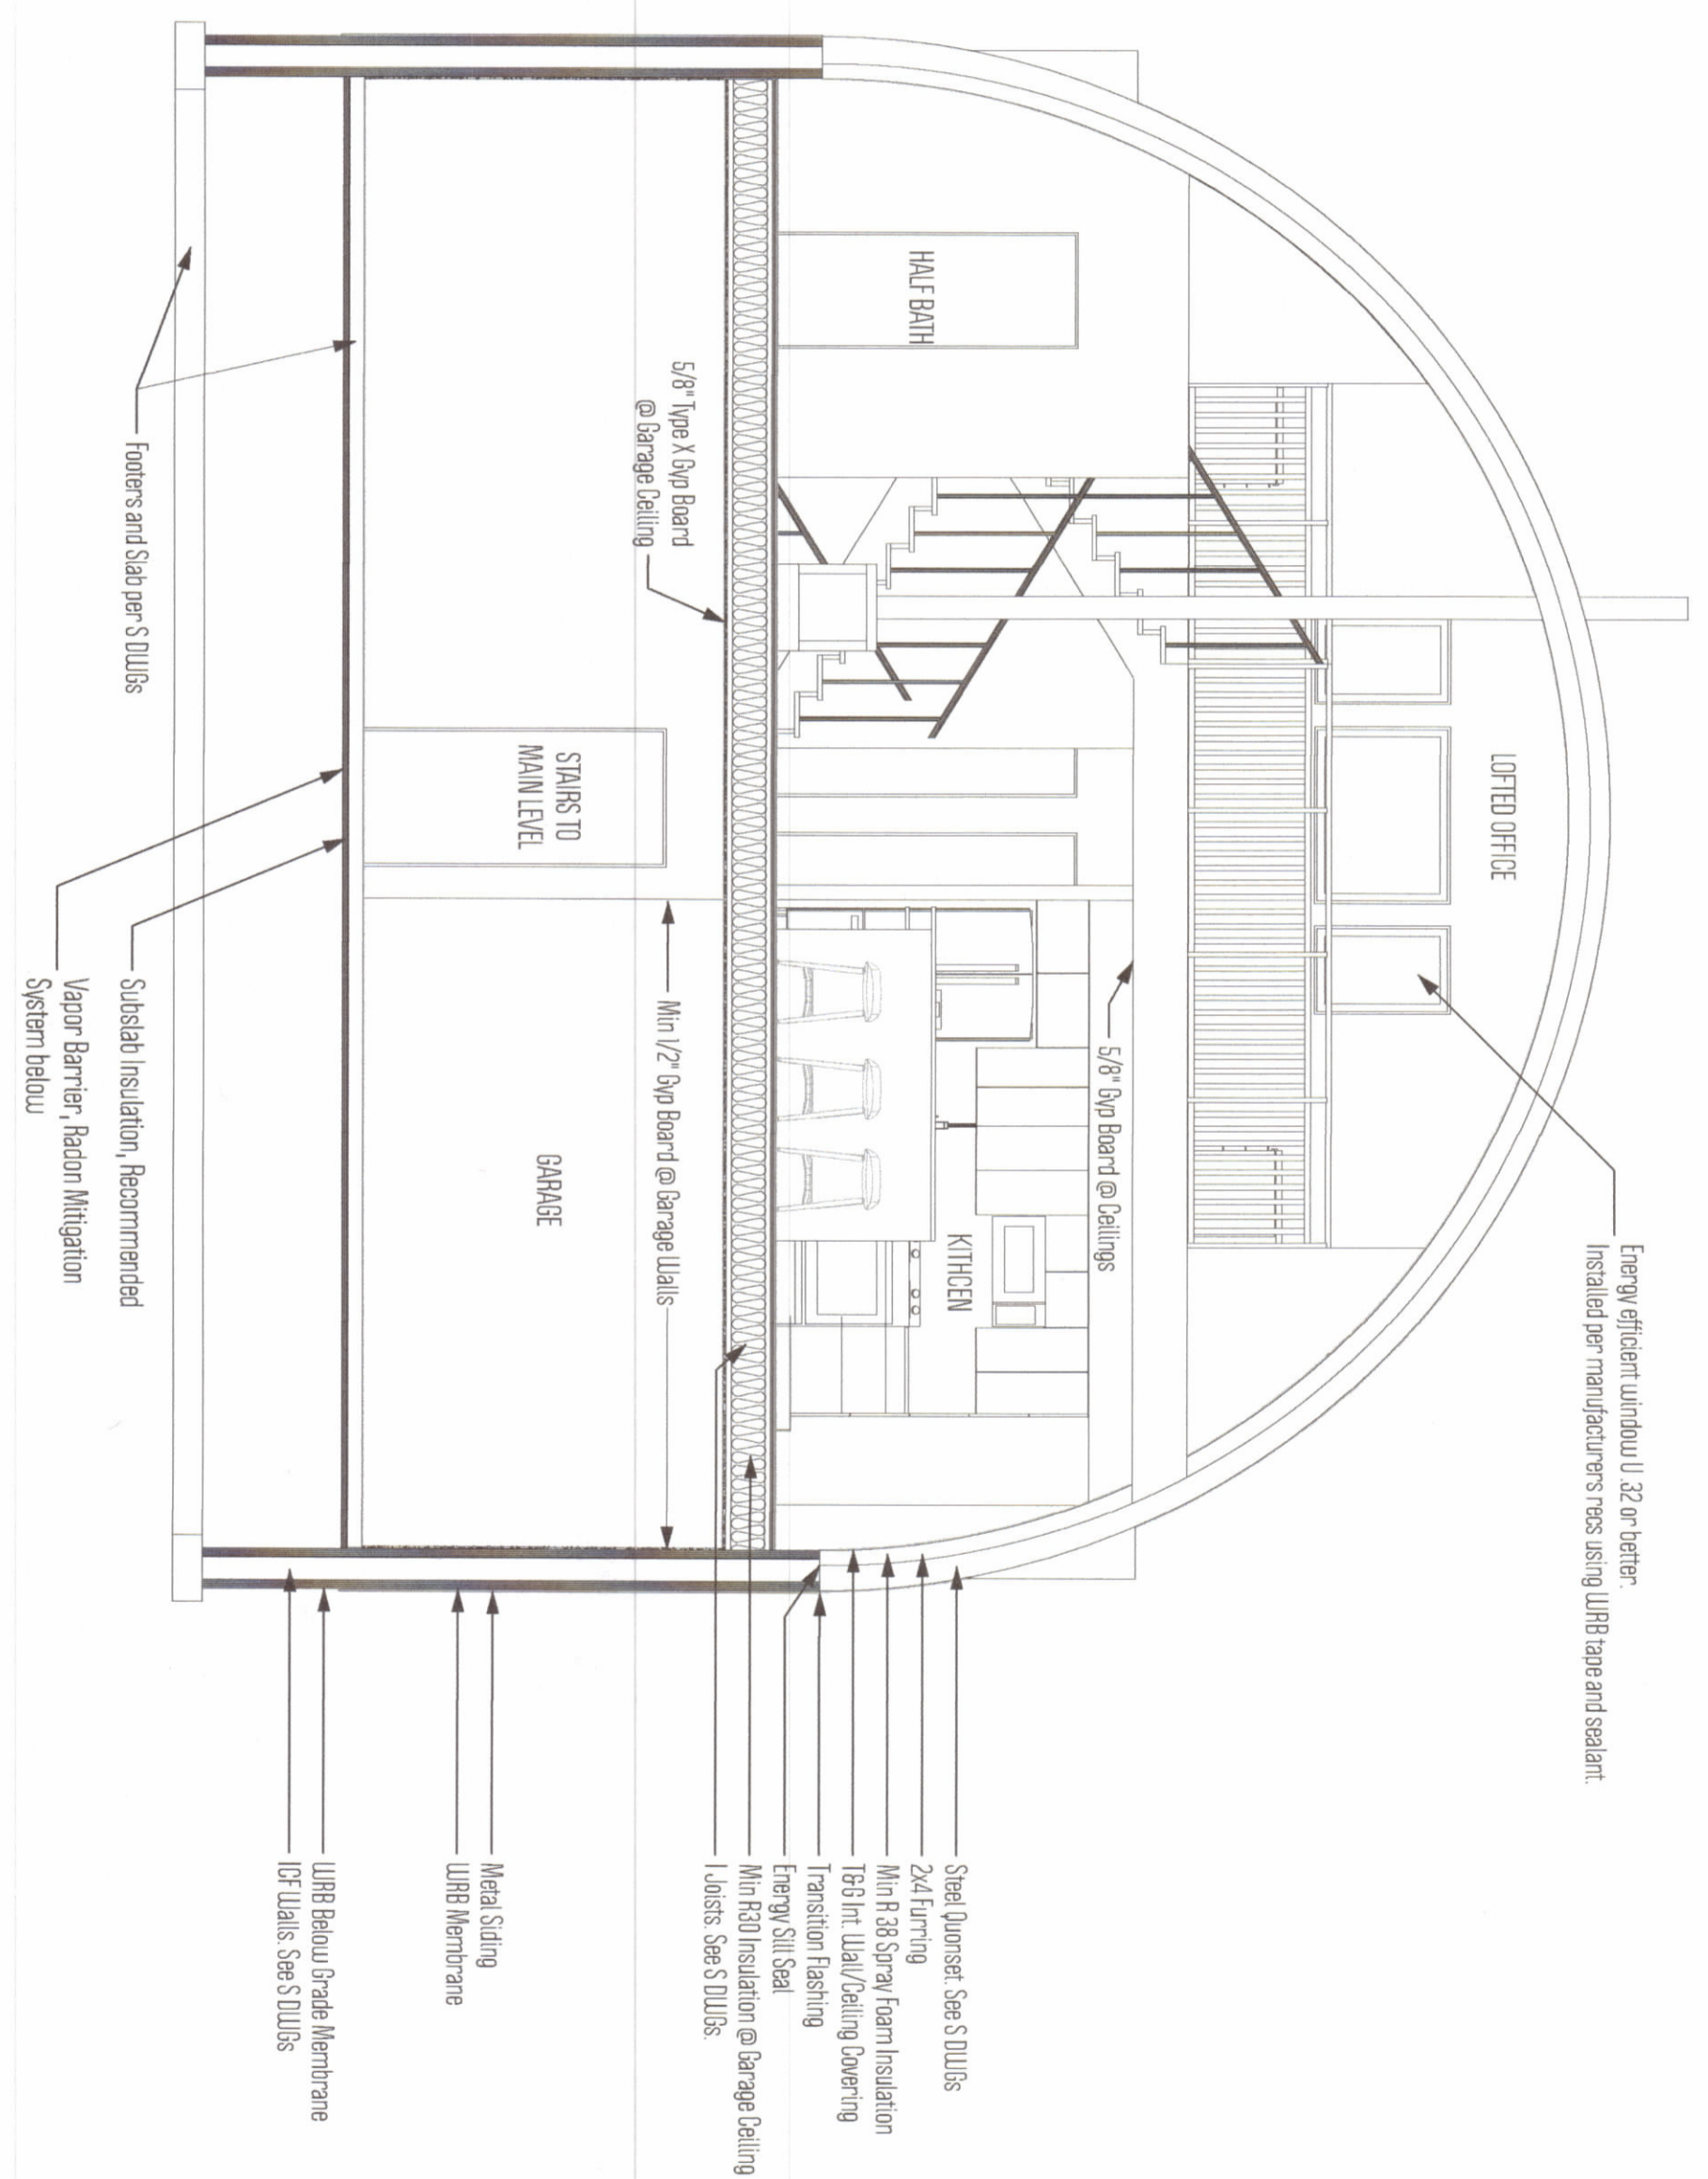 Energy efficient window U .32 or better.
Installed per manufacturers recs using WRB tape and sealant.
LOFTED OFFICE
5/8" Gyp Board @ Ceilings
HALF BATH
KITHCEN
Steel Quonset. See S DWGs
2x4 Furring
Min R 38 Spray Foam Insulation
T&G Int. Wall/Ceiling Covering
Transition Flashing
Energy Sill Seal
Min R30 Insulation @ Garage Ceiling
I Joists. See S DWGs.
5/8" Type X Gyp Board
@ Garage Ceiling
Min 1/2" Gyp Board @ Garage Walls
STAIRS TO
MAIN LEVEL
GARAGE
Metal Siding
WRB Membrane
WRB Below Grade Membrane
ICF Walls. See S DWGs
Footers and Slab per S DWGs
Subslab Insulation, Recommended
Vapor Barrier, Radon Mitigation
System below